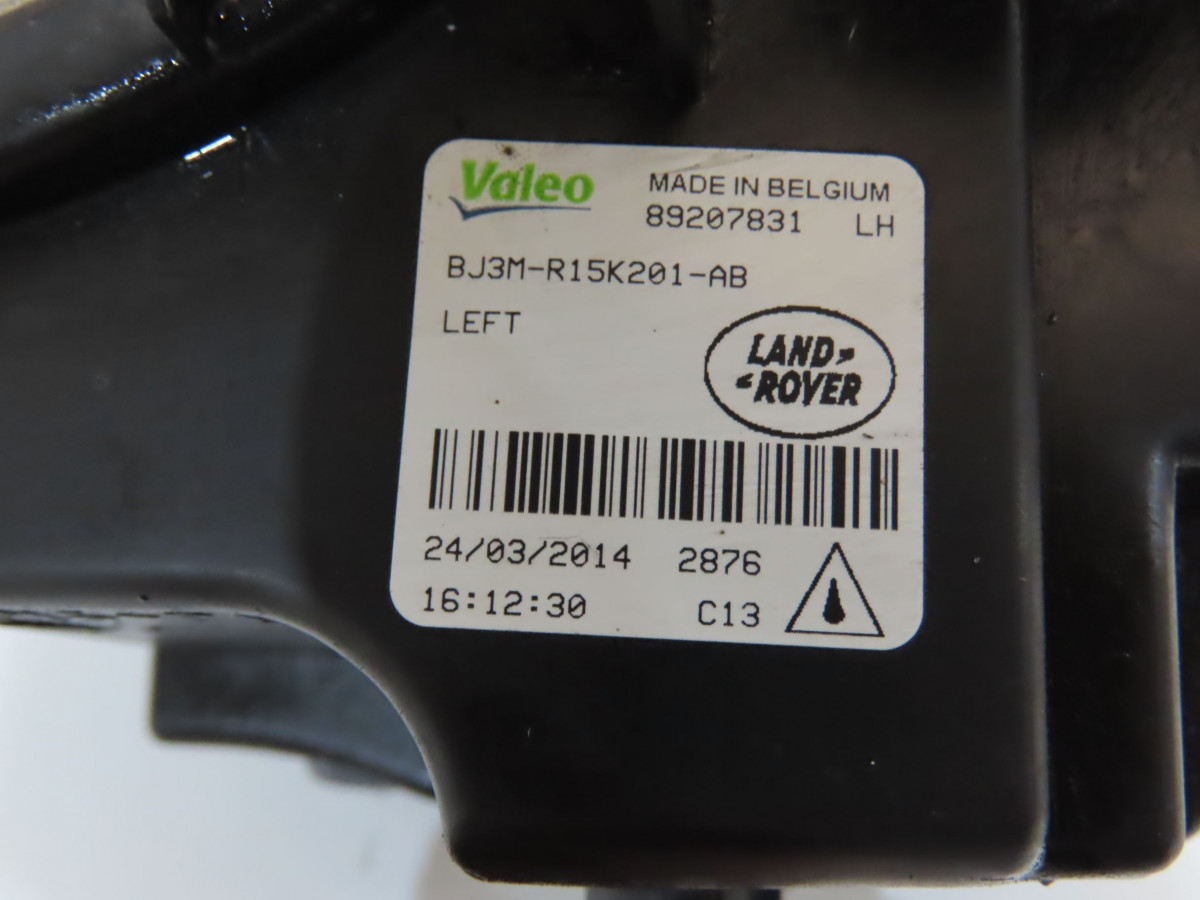 Valeo
MADE IN BELGIUM
89207831 LH
BJ3M-R15K201-AB
LEFT
LAND
ROVER
24/03/2014 2876
16:12:30 C13